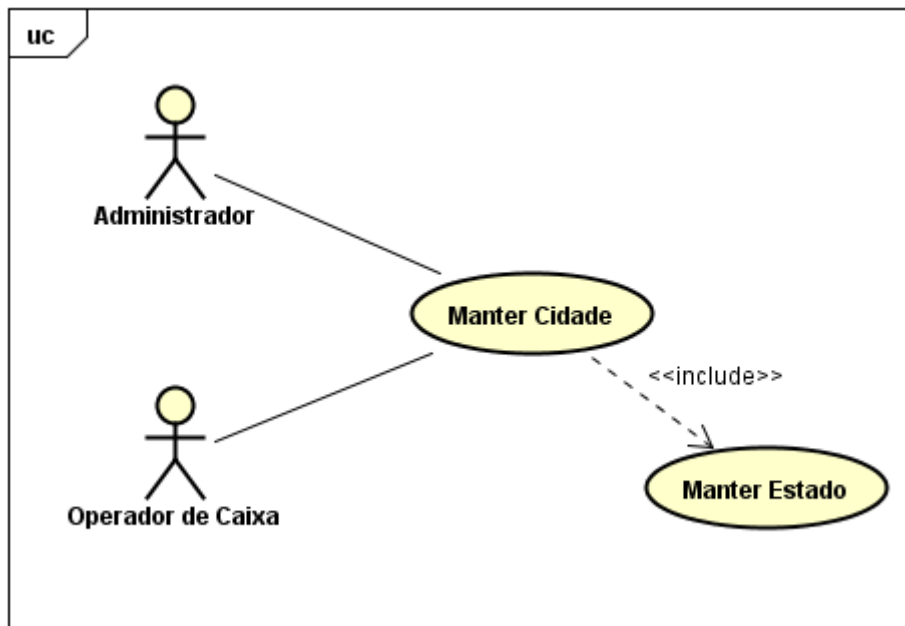 uc
Administrador
Manter Cidade
<<include>>
Manter Estado
Operador de Caixa